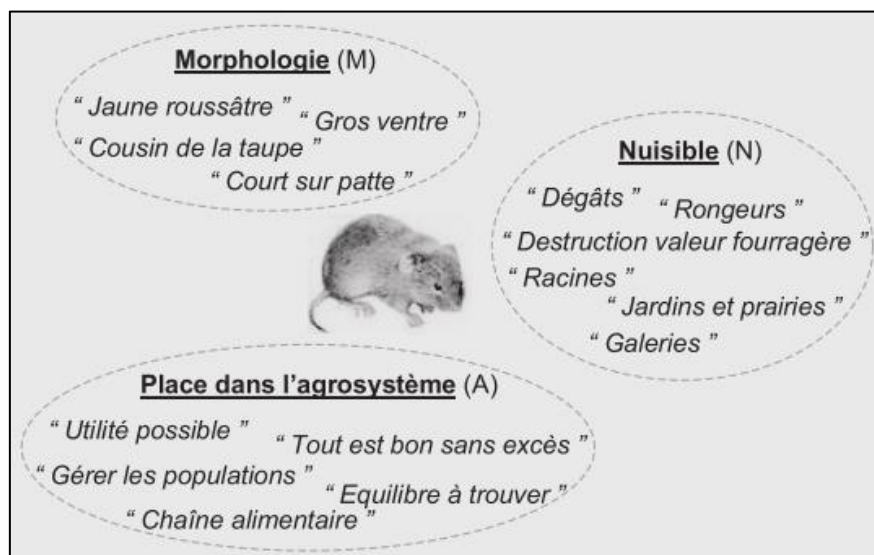 Morphologie (M)
“ Jaune roussâtre ”
“ Gros ventre ”
“ Cousin de la taupe ”
“ Court sur patte ”
Nuisible (N)
“ Dégâts ”
“ Rongeurs ”
“ Destruction valeur fourragère ”
“ Racines ”
“ Jardins et prairies ”
“ Galeries ”
Place dans l’agrosystème (A)
“ Utilité possible ”
“ Tout est bon sans excès ”
“ Gérer les populations ”
“ Equilibre à trouver ”
“ Chaîne alimentaire ”